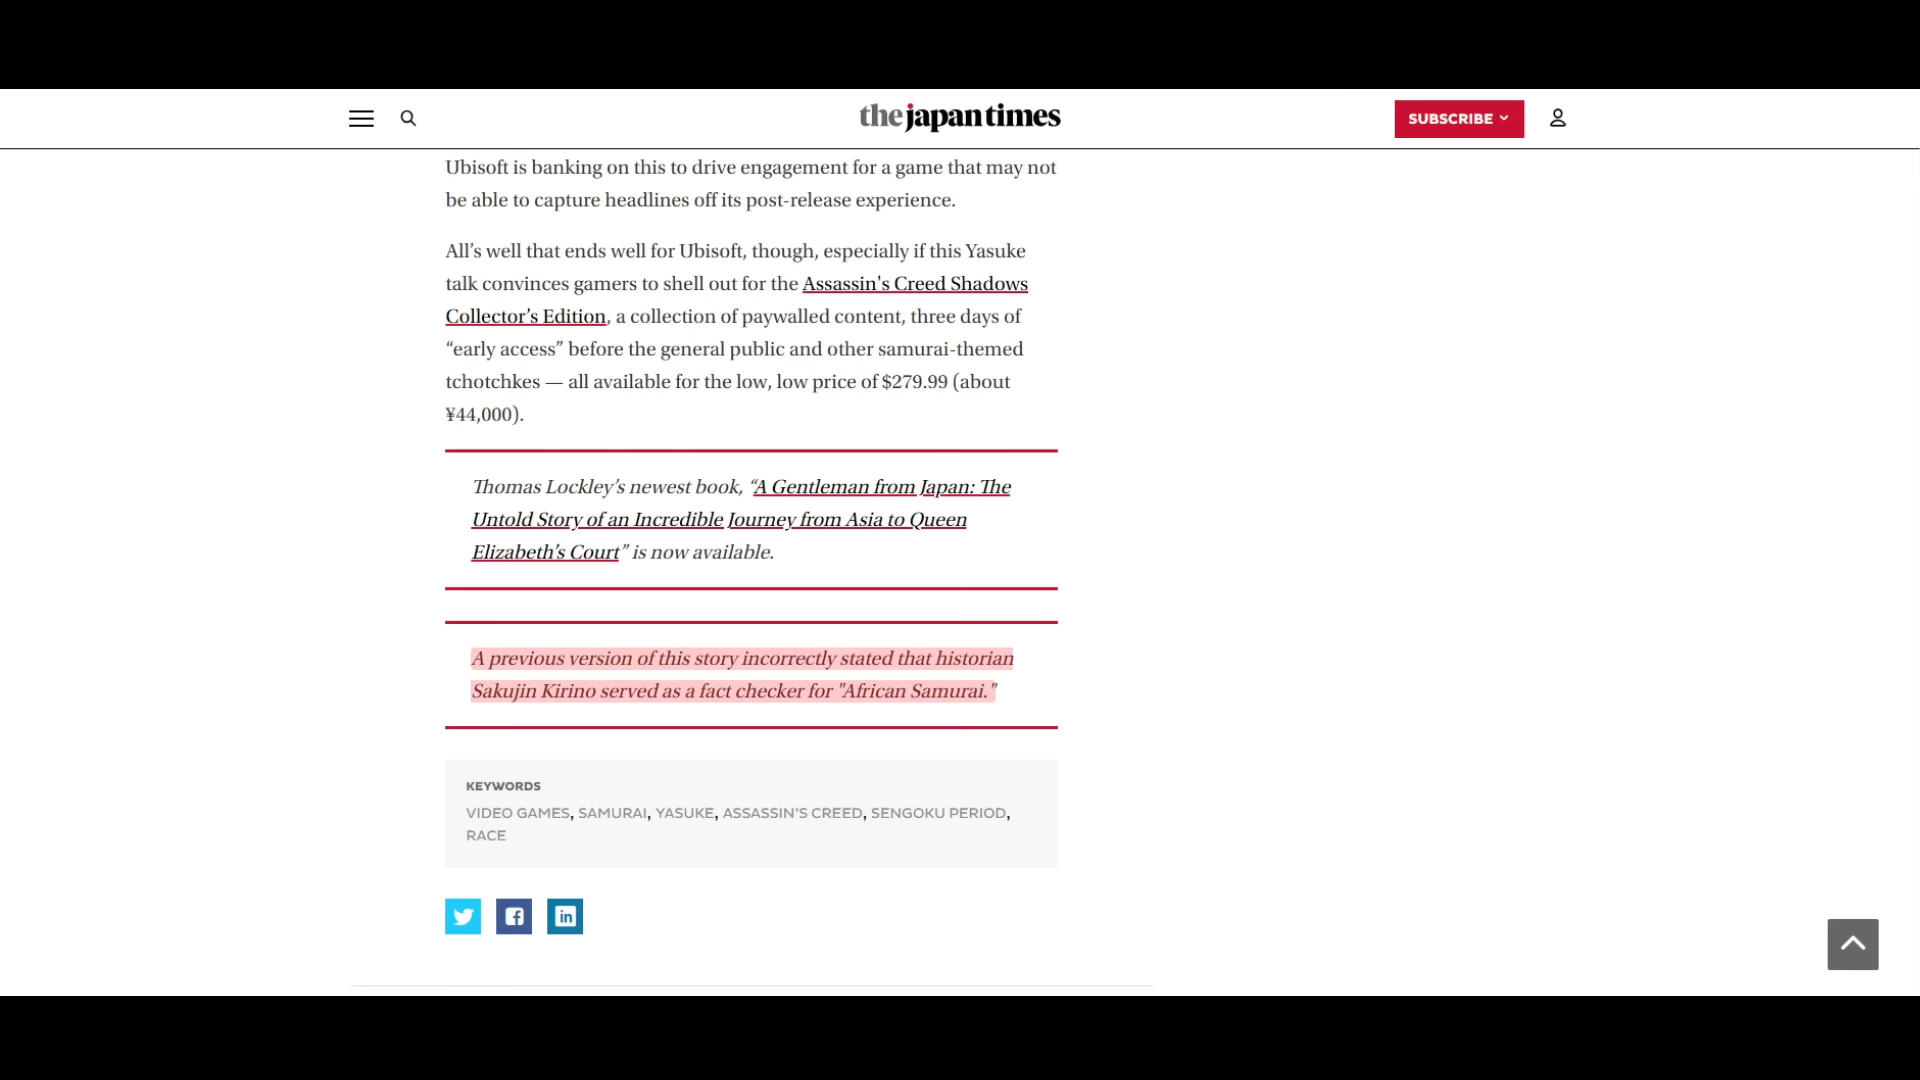 the japan times
SUBSCRIBE
Ubisoft is banking on this to drive engagement for a game that may not
be able to capture headlines off its post-release experience.
All’s well that ends well for Ubisoft, though, especially if this Yasuke
talk convinces gamers to shell out for the Assassin's Creed Shadows
Collector’s Edition, a collection of paywalled content, three days of
“early access” before the general public and other samurai-themed
tchotchkes — all available for the low, low price of $279.99 (about
¥44,000).
Thomas Lockley’s newest book, “A Gentleman from Japan: The
Untold Story of an Incredible Journey from Asia to Queen
Elizabeth’s Court” is now available.
A previous version of this story incorrectly stated that historian
Sakujin Kirino served as a fact checker for "African Samurai."
KEYWORDS
VIDEO GAMES, SAMURAI, YASUKE, ASSASSIN'S CREED, SENGOKU PERIOD,
RACE